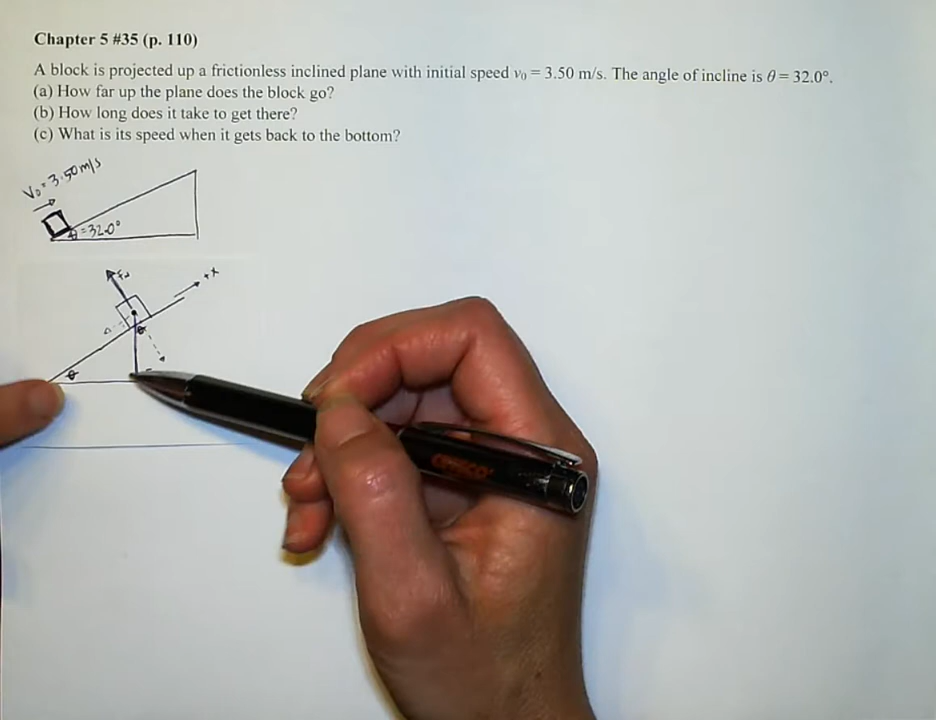 Chapter 5 #35 (p. 110)
A block is projected up a frictionless inclined plane with initial speed v₀ = 3.50 m/s. The angle of incline is θ = 32.0°.
(a) How far up the plane does the block go?
(b) How long does it take to get there?
(c) What is its speed when it gets back to the bottom?
V₀ = 3.50 m/s
θ = 32.0°
+x
θ
θ